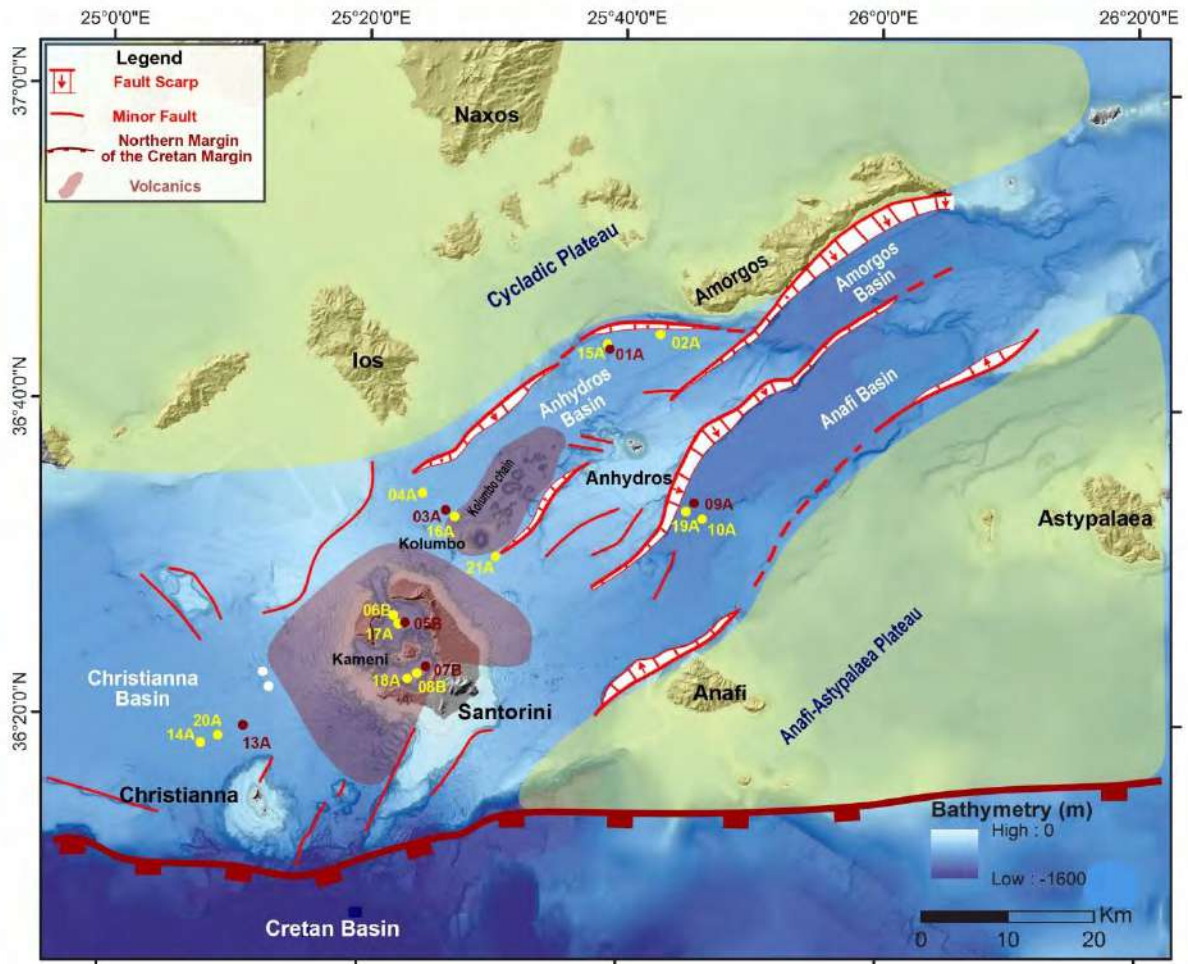 25°0'0"E
25°20'0"E
25°40'0"E
26°0'0"E
26°20'0"E
37°0'0"N
36°40'0"N
36°20'0"N
Legend
Fault Scarp
Minor Fault
Northern Margin
of the Cretan Margin
Volcanics
Naxos
Cycladic Plateau
Amorgos
Amorgos
Basin
Ios
15A
01A
02A
Anhydros
Basin
Anafi Basin
Kolumbo chain
Anhydros
04A
03A
16A
Kolumbo
21A
09A
19A
10A
Astypalaea
06B
05B
17A
Kameni
07B
18A
08B
Santorini
Christianna
Basin
20A
14A
13A
Christianna
Anafi
Anafi-Astypalaea Plateau
Cretan Basin
Bathymetry (m)
High : 0
Low : -1600
Km
0
10
20